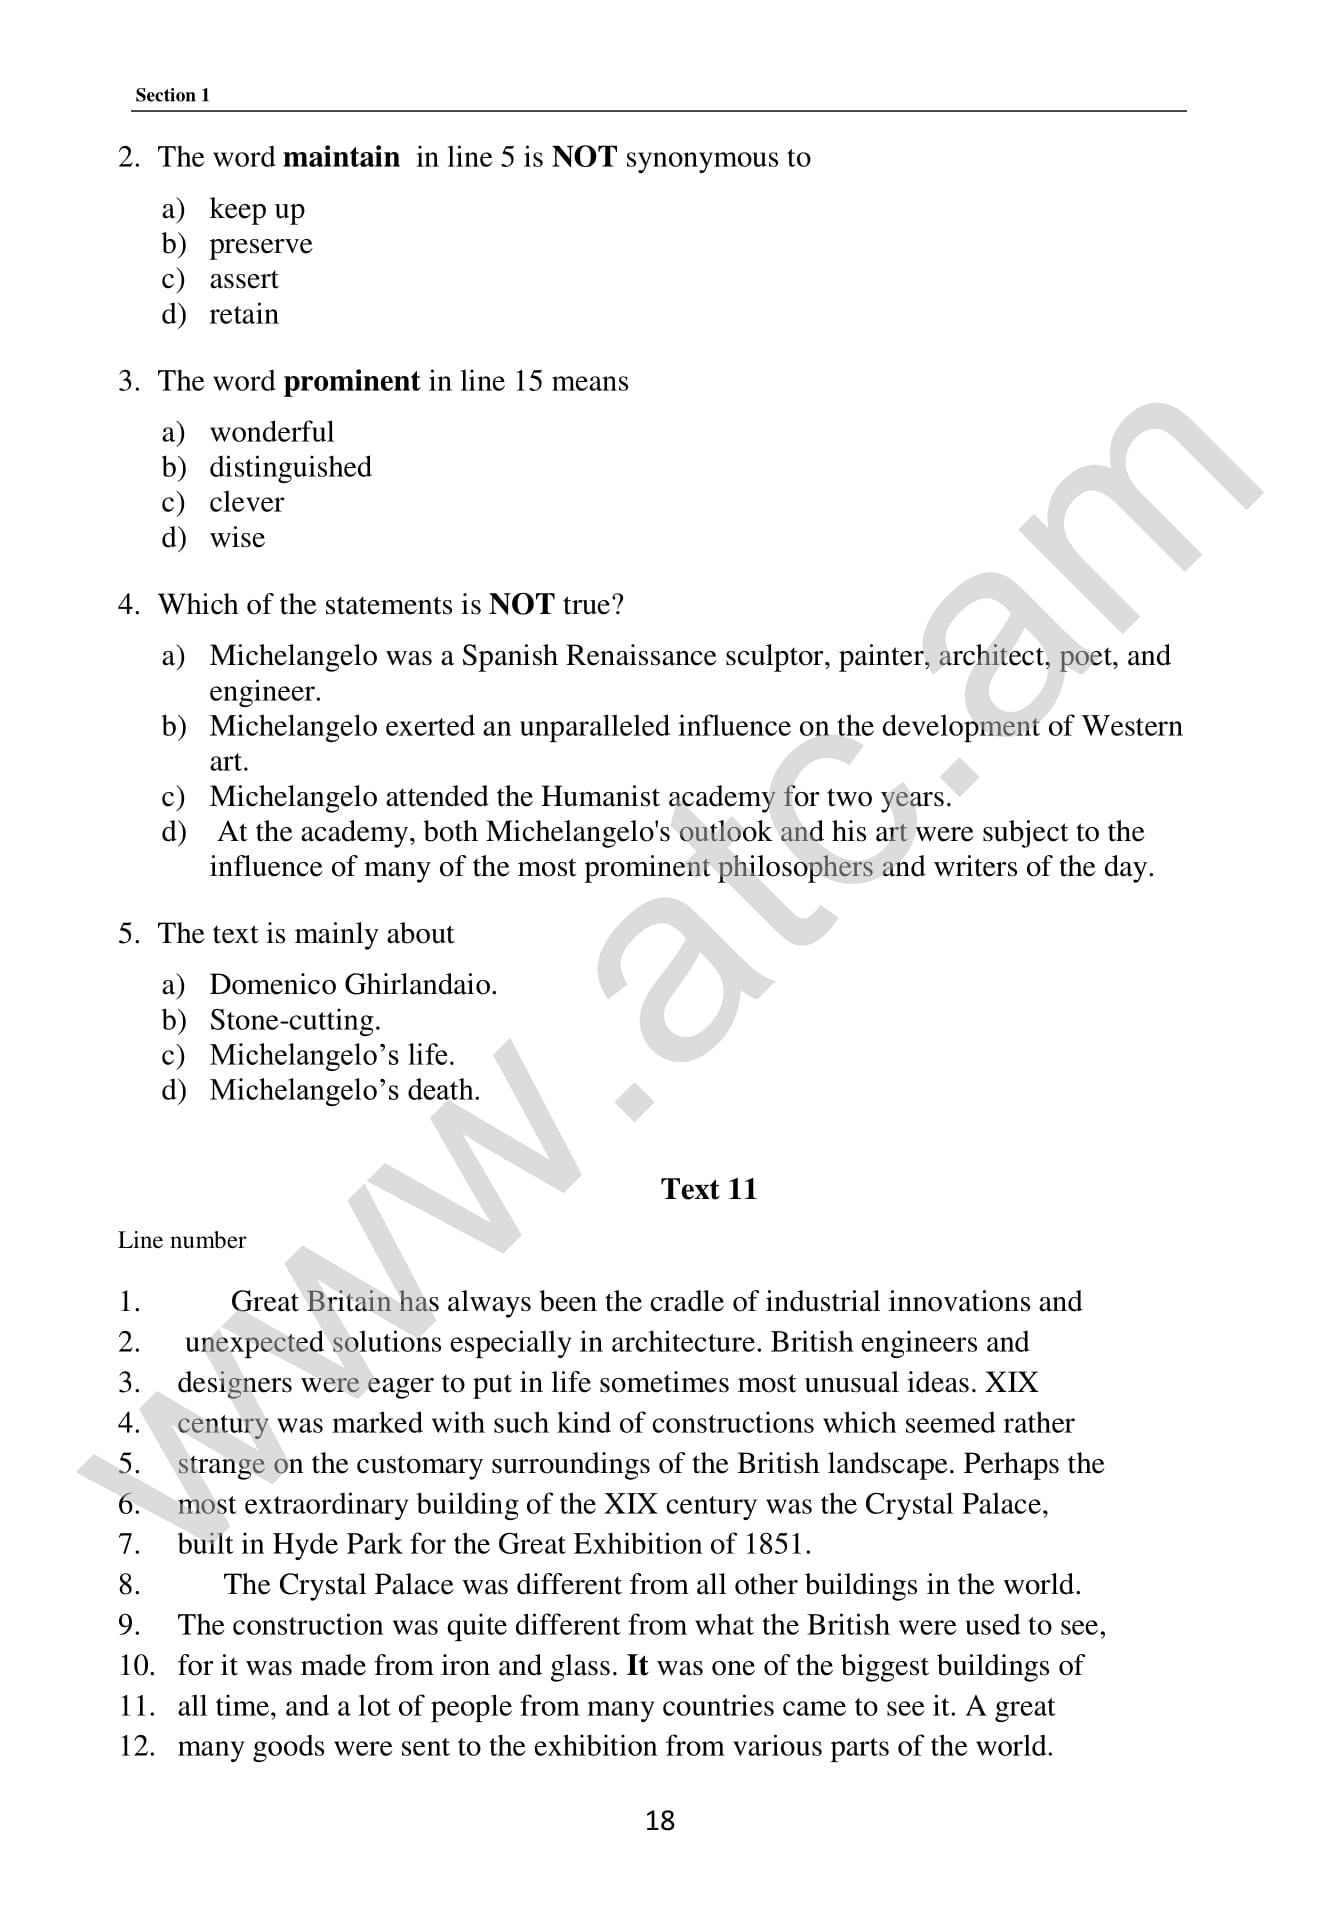 Section 1
2. The word maintain in line 5 is NOT synonymous to
a) keep up
b) preserve
c) assert
d) retain
3. The word prominent in line 15 means
a) wonderful
b) distinguished
c) clever
d) wise
4. Which of the statements is NOT true?
a) Michelangelo was a Spanish Renaissance sculptor, painter, architect, poet, and
engineer.
b) Michelangelo exerted an unparalleled influence on the development of Western
art.
c) Michelangelo attended the Humanist academy for two years.
d) At the academy, both Michelangelo's outlook and his art were subject to the
influence of many of the most prominent philosophers and writers of the day.
5. The text is mainly about
a) Domenico Ghirlandaio.
b) Stone-cutting.
c) Michelangelo’s life.
d) Michelangelo’s death.
Text 11
Line number
1. Great Britain has always been the cradle of industrial innovations and
2. unexpected solutions especially in architecture. British engineers and
3. designers were eager to put in life sometimes most unusual ideas. XIX
4. century was marked with such kind of constructions which seemed rather
5. strange on the customary surroundings of the British landscape. Perhaps the
6. most extraordinary building of the XIX century was the Crystal Palace,
7. built in Hyde Park for the Great Exhibition of 1851.
8. The Crystal Palace was different from all other buildings in the world.
9. The construction was quite different from what the British were used to see,
10. for it was made from iron and glass. It was one of the biggest buildings of
11. all time, and a lot of people from many countries came to see it. A great
12. many goods were sent to the exhibition from various parts of the world.
18
www.atc.am